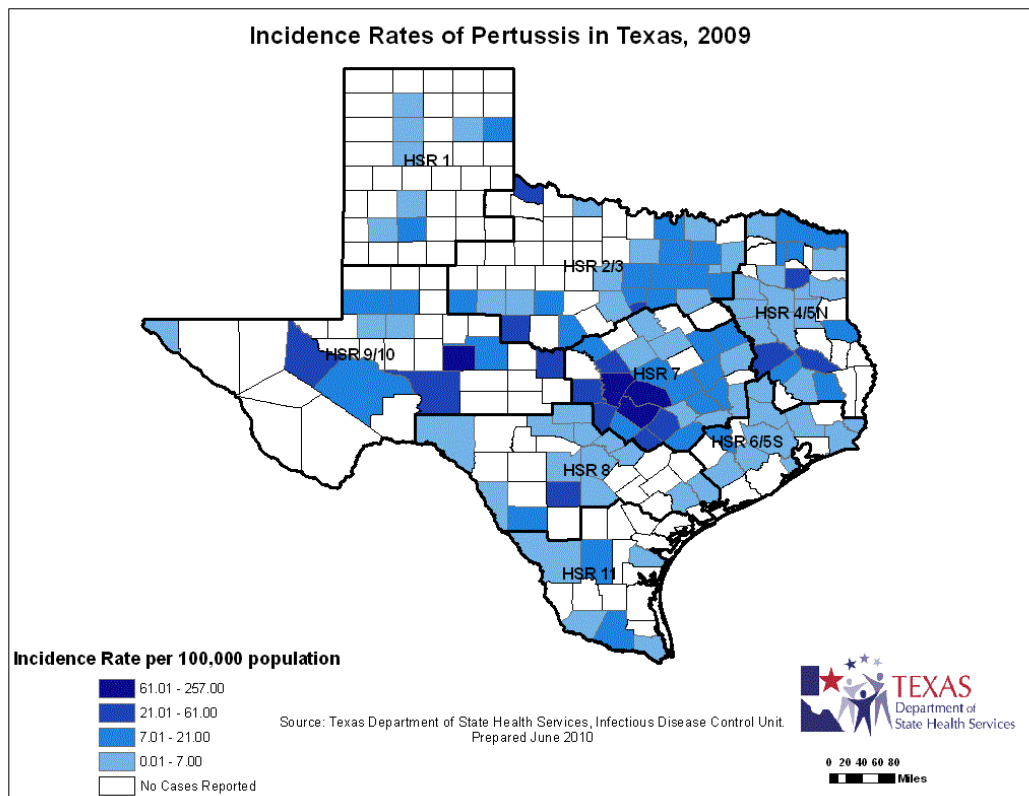 Incidence Rates of Pertussis in Texas, 2009
HSR 1
HSR 2/3
HSR 4/5N
HSR 9/10
HSR 7
HSR 6/5S
HSR 8
HSR 11
Incidence Rate per 100,000 population
61.01 - 257.00
21.01 - 61.00
7.01 - 21.00
0.01 - 7.00
No Cases Reported
Source: Texas Department of State Health Services, Infectious Disease Control Unit.
Prepared June 2010
TEXAS
Department of
State Health Services
0 20 40 60 80
Miles